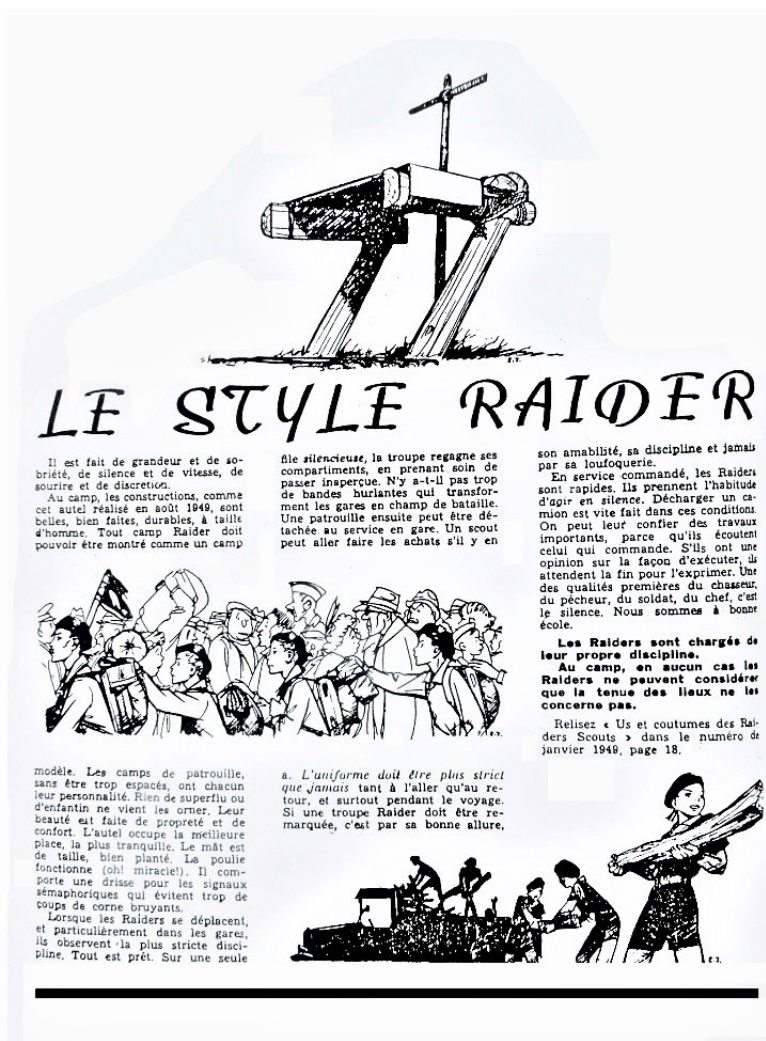 LE STYLE RAIDER
Il est fait de grandeur et de so-
briété, de silence et de vitesse, de
sourire et de discretion.
Au camp, les constructions, comme
cet autel réalisé en août 1949, sont
belles, bien faites, durables, à taille
d'homme. Tout camp Raider doit
pouvoir être montré comme un camp
modèle. Les camps de patrouille,
sans être trop espacés, ont chacun
leur personnalité. Rien de superflu ou
d'enfantin ne vient les orner. Leur
beauté est faite de propreté et de
confort. L'autel occupe la meilleure
place, la plus tranquille. Le mât est
de taille, bien planté. La poulie
fonctionne (oh! miracle!). Il com-
porte une drisse pour les signaux
sémaphoriques qui évitent trop de
coups de corne bruyants.
Lorsque les Raiders se déplacent,
et particulièrement dans les gares,
ils observent la plus stricte disci-
pline. Tout est prêt. Sur une seule
file silencieuse, la troupe regagne ses
compartiments, en prenant soin de
passer inaperçue. N'y a-t-il pas trop
de bandes hurlantes qui transfor-
ment les gares en champ de bataille.
Une patrouille ensuite peut être dé-
tachée au service en gare. Un scout
peut aller faire les achats s'il y en
a. L'uniforme doit être plus strict
que jamais tant à l'aller qu'au re-
tour, et surtout pendant le voyage.
Si une troupe Raider doit être re-
marquée, c'est par sa bonne allure,
son amabilité, sa discipline et jamais
par sa loufoquerie.
En service commandé, les Raiders
sont rapides. Ils prennent l'habitude
d'agir en silence. Décharger un ca-
mion est vite fait dans ces conditions.
On peut leur confier des travaux
importants, parce qu'ils écoutent
celui qui commande. S'ils ont une
opinion sur la façon d'exécuter, ils
attendent la fin pour l'exprimer. Une
des qualités premières du chasseur,
du pêcheur, du soldat, du chef, c'est
le silence. Nous sommes à bonne
école.
Les Raiders sont chargés de
leur propre discipline.
Au camp, en aucun cas les
Raiders ne peuvent considérer
que la tenue des lieux ne les
concerne pas.
Relisez « Us et coutumes des Rai-
ders Scouts » dans le numéro de
janvier 1949, page 18.